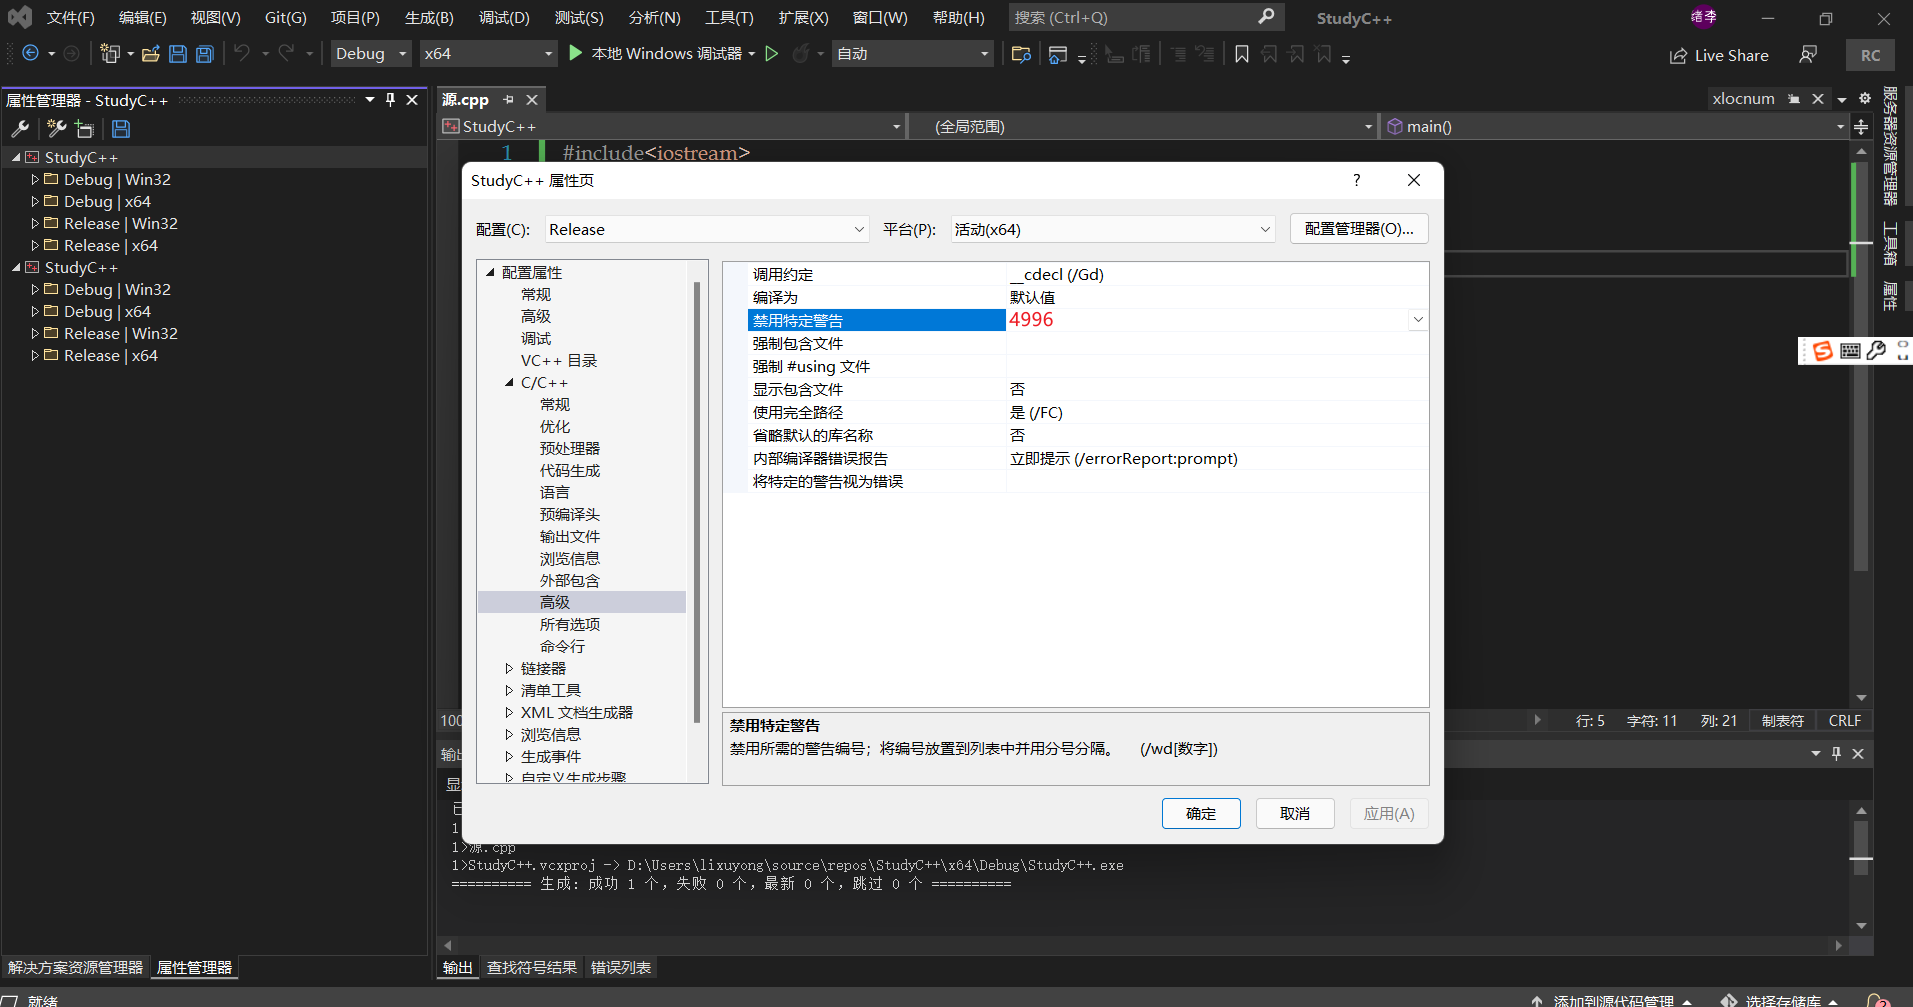 文件(F) 编辑(E) 视图(V) Git(G) 项目(P) 生成(B) 调试(D) 测试(S) 分析(N) 工具(T) 扩展(X) 窗口(W) 帮助(H) 搜索 (Ctrl+Q) StudyC++ 绪李
Debug x64 本地 Windows 调试器 自动 Live Share RC
属性管理器 - StudyC++
StudyC++
Debug | Win32
Debug | x64
Release | Win32
Release | x64
StudyC++
Debug | Win32
Debug | x64
Release | Win32
Release | x64
解决方案资源管理器 属性管理器
源.cpp xlocnum
StudyC++ (全局范围) main()
1 #include<iostream>
StudyC++ 属性页 ?
配置(C): Release 平台(P): 活动(x64) 配置管理器(O)...
配置属性
常规
高级
调试
VC++ 目录
C/C++
常规
优化
预处理器
代码生成
语言
预编译头
输出文件
浏览信息
外部包含
高级
所有选项
命令行
链接器
清单工具
XML 文档生成器
浏览信息
生成事件
自定义生成步骤
调用约定 __cdecl (/Gd)
编译为 默认值
禁用特定警告 4996
强制包含文件
强制 #using 文件
显示包含文件 否
使用完全路径 是 (/FC)
省略默认的库名称 否
内部编译器错误报告 立即提示 (/errorReport:prompt)
将特定的警告视为错误
禁用特定警告
禁用所需的警告编号；将编号放置到列表中并用分号分隔。 (/wd[数字])
确定 取消 应用(A)
服务器资源管理器
工具箱
属性
100 行: 5 字符: 11 列: 21 制表符 CRLF
输出
显
已
1
1>源.cpp
1>StudyC++.vcxproj -> D:\Users\lixuyong\source\repos\StudyC++\x64\Debug\StudyC++.exe
========== 生成: 成功 1 个，失败 0 个，最新 0 个，跳过 0 个 ==========
输出 查找符号结果 错误列表
就绪 添加到源代码管理 选择存储库 2